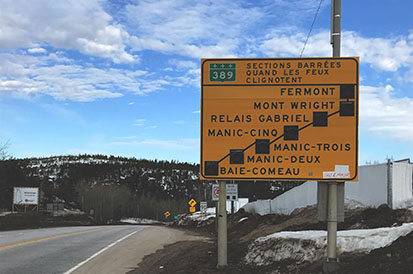 389
SECTIONS BARRÉES
QUAND LES FEUX
CLIGNOTENT
FERMONT
MONT WRIGHT
RELAIS GABRIEL
MANIC-CINQ
MANIC-TROIS
MANIC-DEUX
BAIE-COMEAU